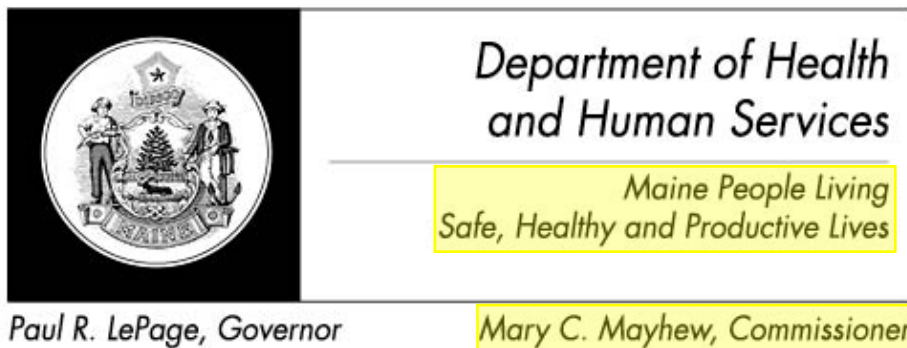 Department of Health
and Human Services
Maine People Living
Safe, Healthy and Productive Lives
DIRIGO
MAINE
Paul R. LePage, Governor
Mary C. Mayhew, Commissioner